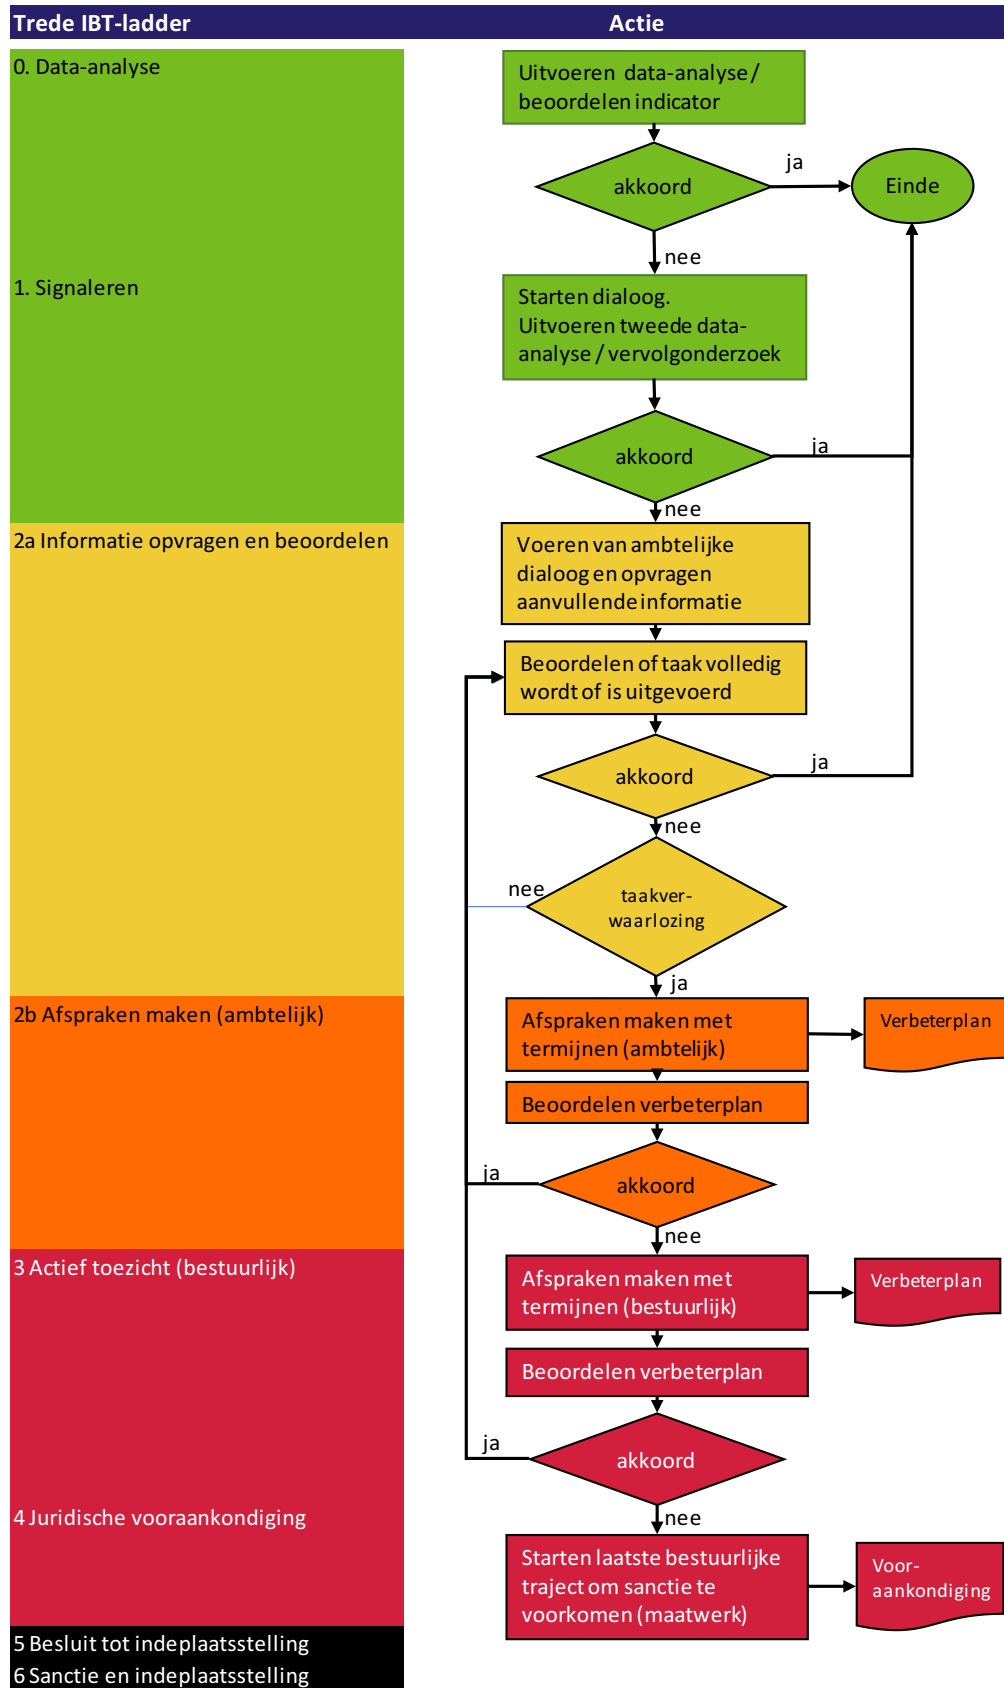 Trede IBT-ladder
Actie
0. Data-analyse
Uitvoeren data-analyse /
beoordelen indicator
akkoord
ja
Einde
nee
1. Signaleren
Starten dialoog.
Uitvoeren tweede data-
analyse / vervolgonderzoek
akkoord
ja
nee
2a Informatie opvragen en beoordelen
Voeren van ambtelijke
dialoog en opvragen
aanvullende informatie
Beoordelen of taak volledig
wordt of is uitgevoerd
akkoord
ja
nee
nee
taakver-
waarlozing
ja
2b Afspraken maken (ambtelijk)
Afspraken maken met
termijnen (ambtelijk)
Verbeterplan
Beoordelen verbeterplan
ja
akkoord
nee
3 Actief toezicht (bestuurlijk)
Afspraken maken met
termijnen (bestuurlijk)
Verbeterplan
Beoordelen verbeterplan
ja
akkoord
nee
4 Juridische vooraankondiging
Starten laatste bestuurlijke
traject om sanctie te
voorkomen (maatwerk)
Voor-
aankondiging
5 Besluit tot indeplaatsstelling
6 Sanctie en indeplaatsstelling